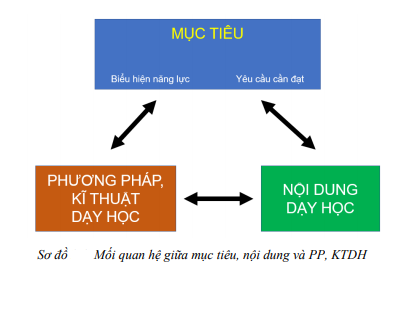 MỤC TIÊU
Biểu hiện năng lực Yêu cầu cần đạt
PHƯƠNG PHÁP,
KĨ THUẬT
DẠY HỌC
NỘI DUNG
DẠY HỌC
Sơ đồ Mối quan hệ giữa mục tiêu, nội dung và PP, KTDH